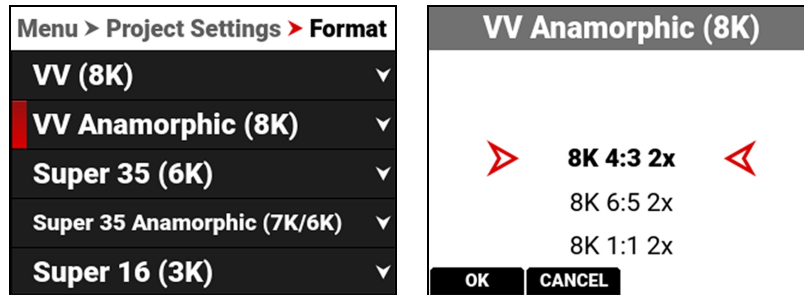 Menu > Project Settings > Format
VV (8K)
VV Anamorphic (8K)
Super 35 (6K)
Super 35 Anamorphic (7K/6K)
Super 16 (3K)
VV Anamorphic (8K)
8K 4:3 2x
8K 6:5 2x
8K 1:1 2x
OK CANCEL